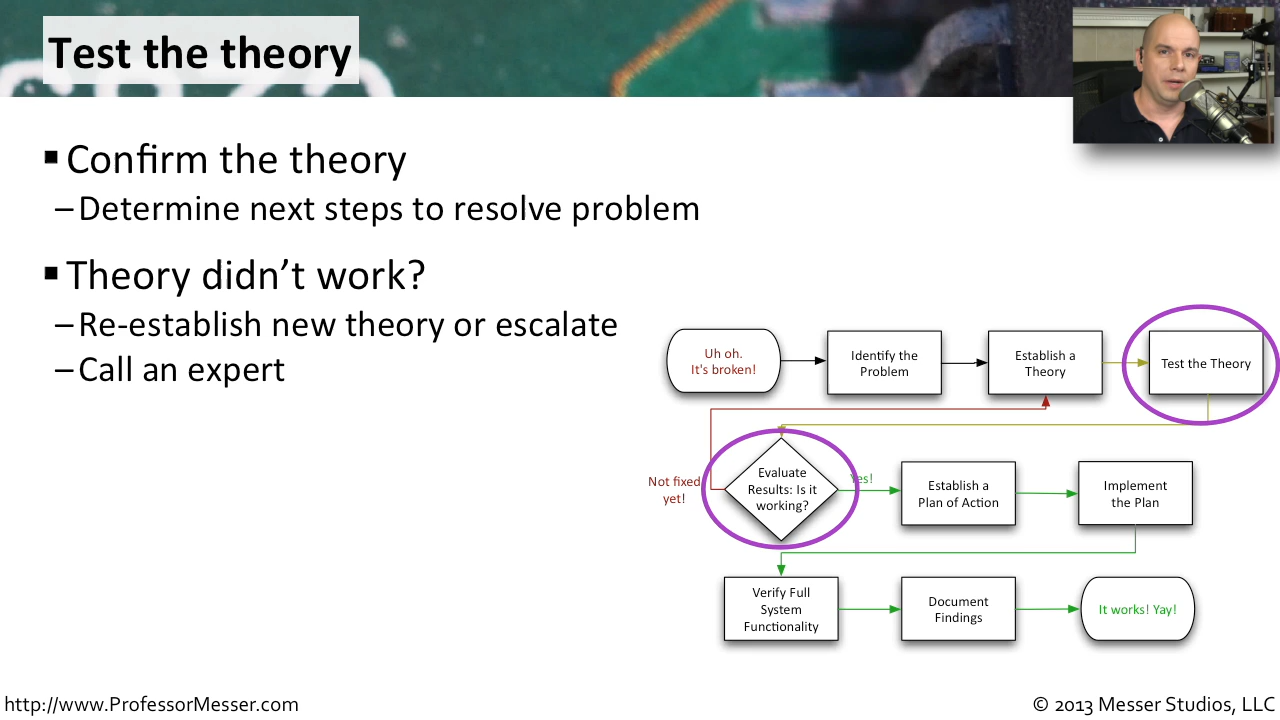 Test the theory
▪ Confirm the theory
– Determine next steps to resolve problem
▪ Theory didn't work?
– Re-establish new theory or escalate
– Call an expert
Uh oh.
It's broken!
Identify the
Problem
Establish a
Theory
Test the Theory
Not fixed
yet!
Evaluate
Results: Is it
working?
Yes!
Establish a
Plan of Action
Implement
the Plan
Verify Full
System
Functionality
Document
Findings
It works! Yay!
http://www.ProfessorMesser.com
© 2013 Messer Studios, LLC